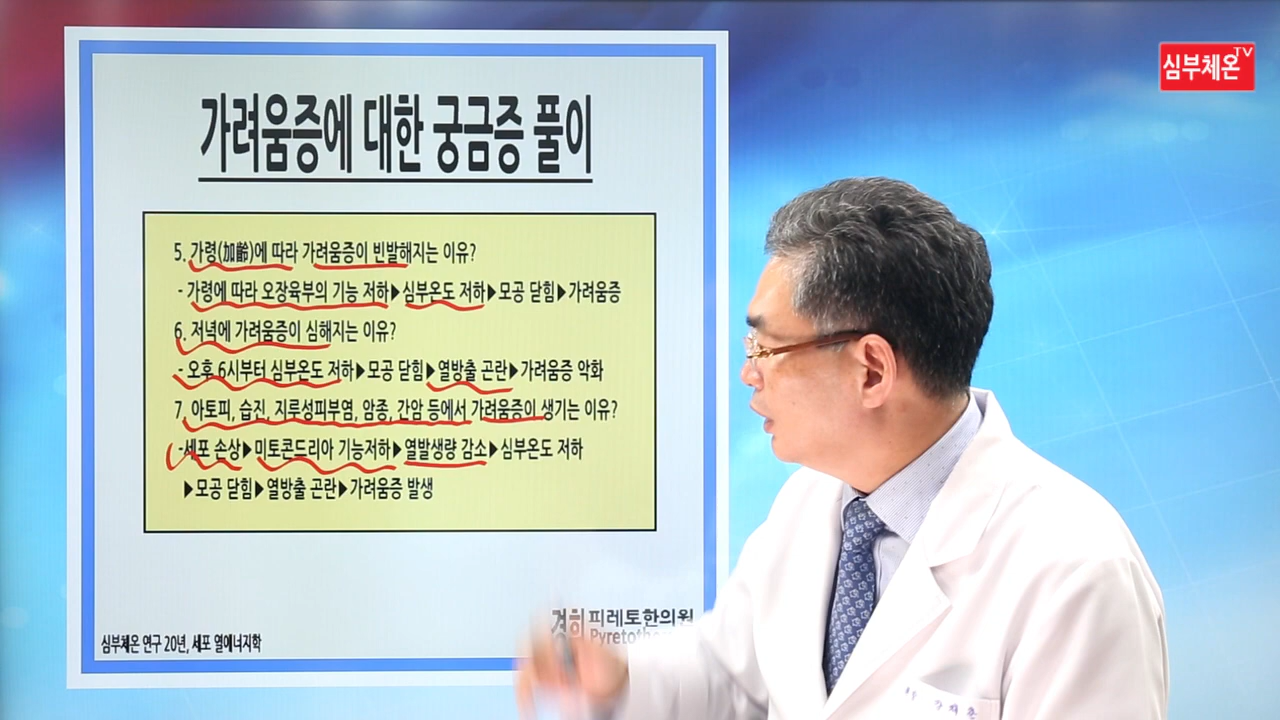 심부체온TV
가려움증에 대한 궁금증 풀이
5. 가령(加齡)에 따라 가려움증이 빈발해지는 이유?
- 가령에 따라 오장육부의 기능 저하▶심부온도 저하▶모공 닫힘▶가려움증
6. 저녁에 가려움증이 심해지는 이유?
- 오후 6시부터 심부온도 저하▶모공 닫힘▶열방출 곤란▶가려움증 악화
7. 아토피, 습진, 지루성피부염, 암종, 간암 등에서 가려움증이 생기는 이유?
-세포 손상▶미토콘드리아 기능저하▶열발생량 감소▶심부온도 저하
▶모공 닫힘▶열방출 곤란▶가려움증 발생
경희 피레토한의원
심부체온 연구 20년, 세포 열에너지학